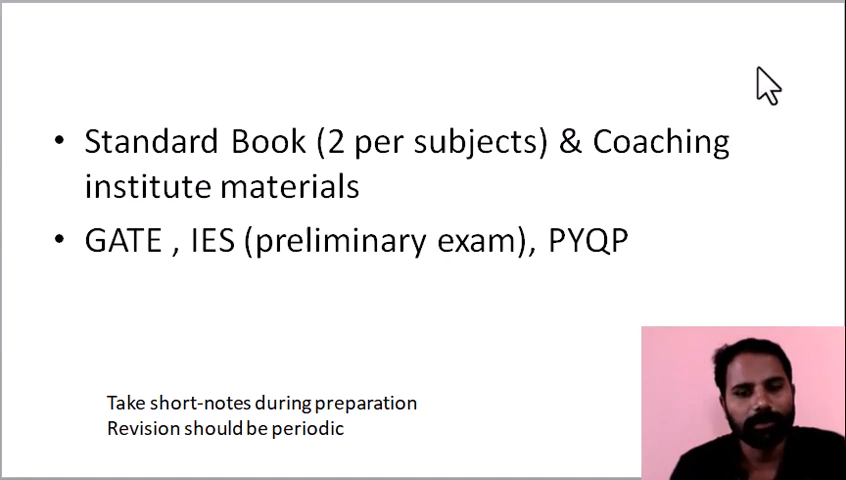 • Standard Book (2 per subjects) & Coaching
institute materials
• GATE , IES (preliminary exam), PYQP
Take short-notes during preparation
Revision should be periodic